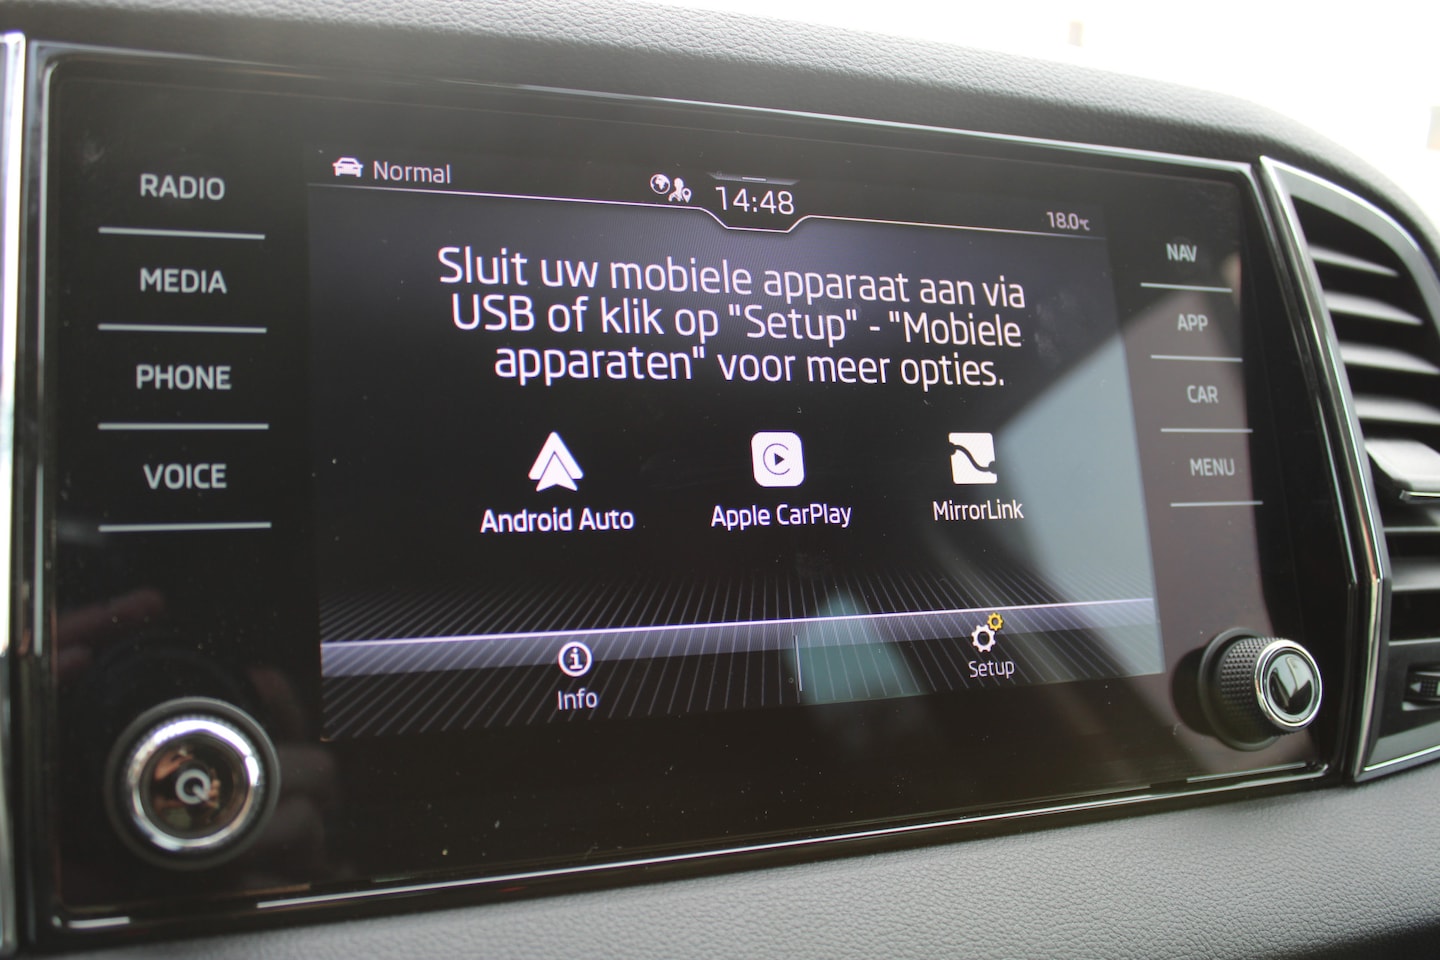 RADIO
MEDIA
PHONE
VOICE
Normal
14:48
18.0°C
Sluit uw mobiele apparaat aan via
USB of klik op "Setup" - "Mobiele
apparaten" voor meer opties.
Android Auto
Apple CarPlay
MirrorLink
Info
Setup
NAV
APP
CAR
MENU